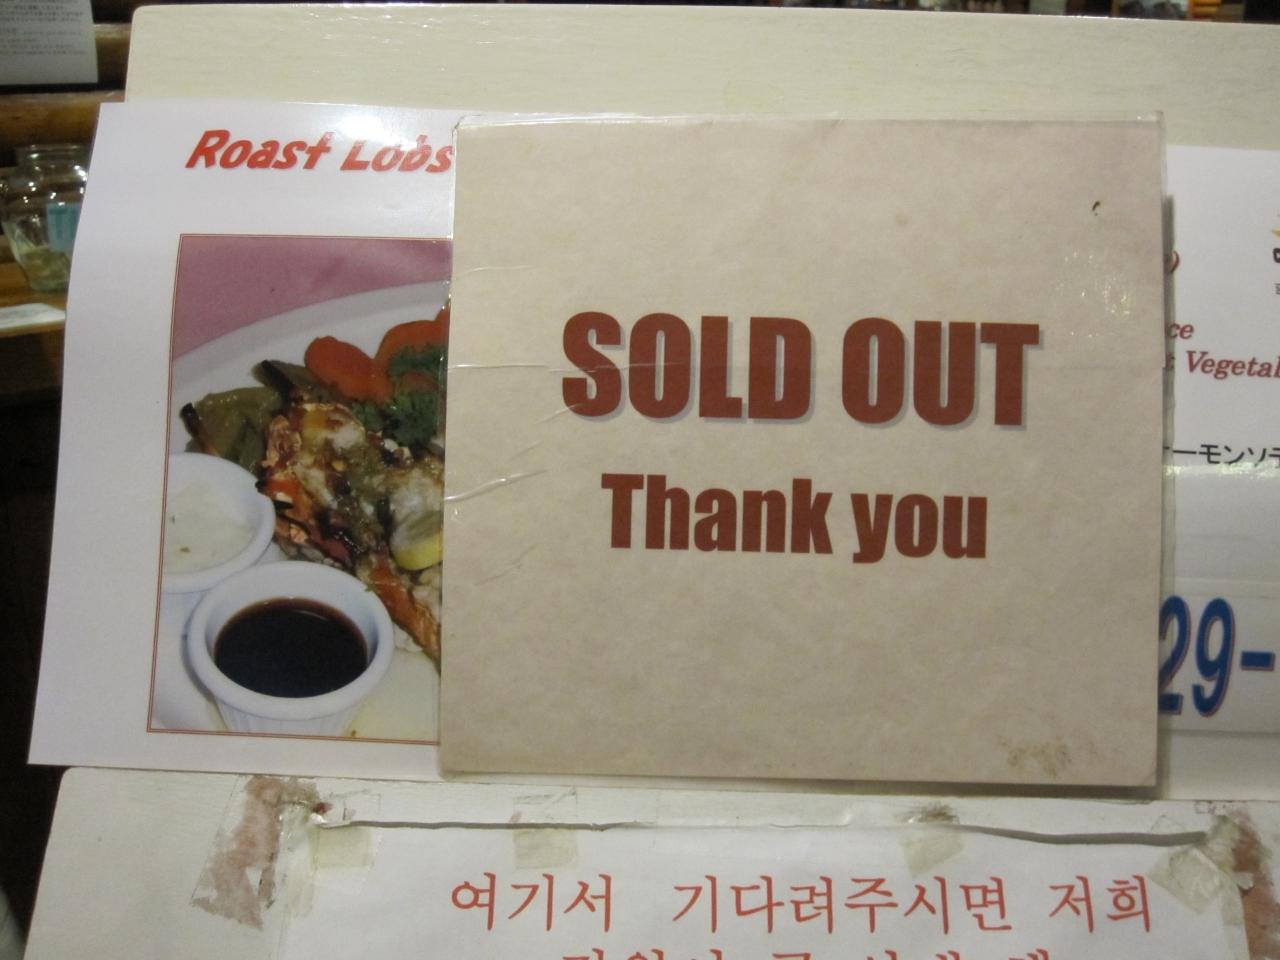 Roast Lobs
SOLD OUT
Thank you
ce
Vegetab
ーモンソテ
29-
여기서 기다려주시면 저희